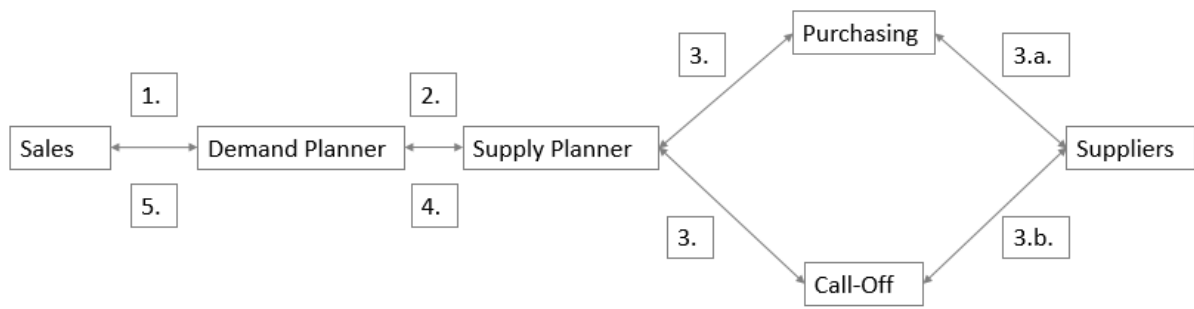 Purchasing
3.
3.a.
1.
2.
Sales
Demand Planner
Supply Planner
Suppliers
5.
4.
3.
3.b.
Call-Off